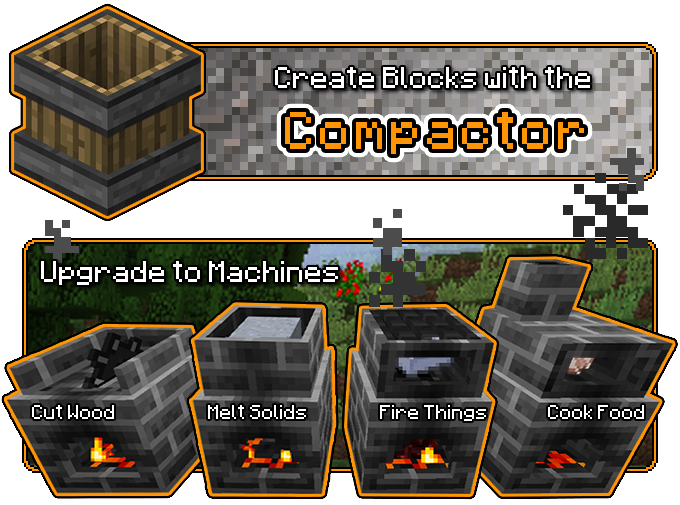 Create Blocks with the
Compactor
Upgrade to Machines
Cut Wood
Melt Solids
Fire Things
Cook Food